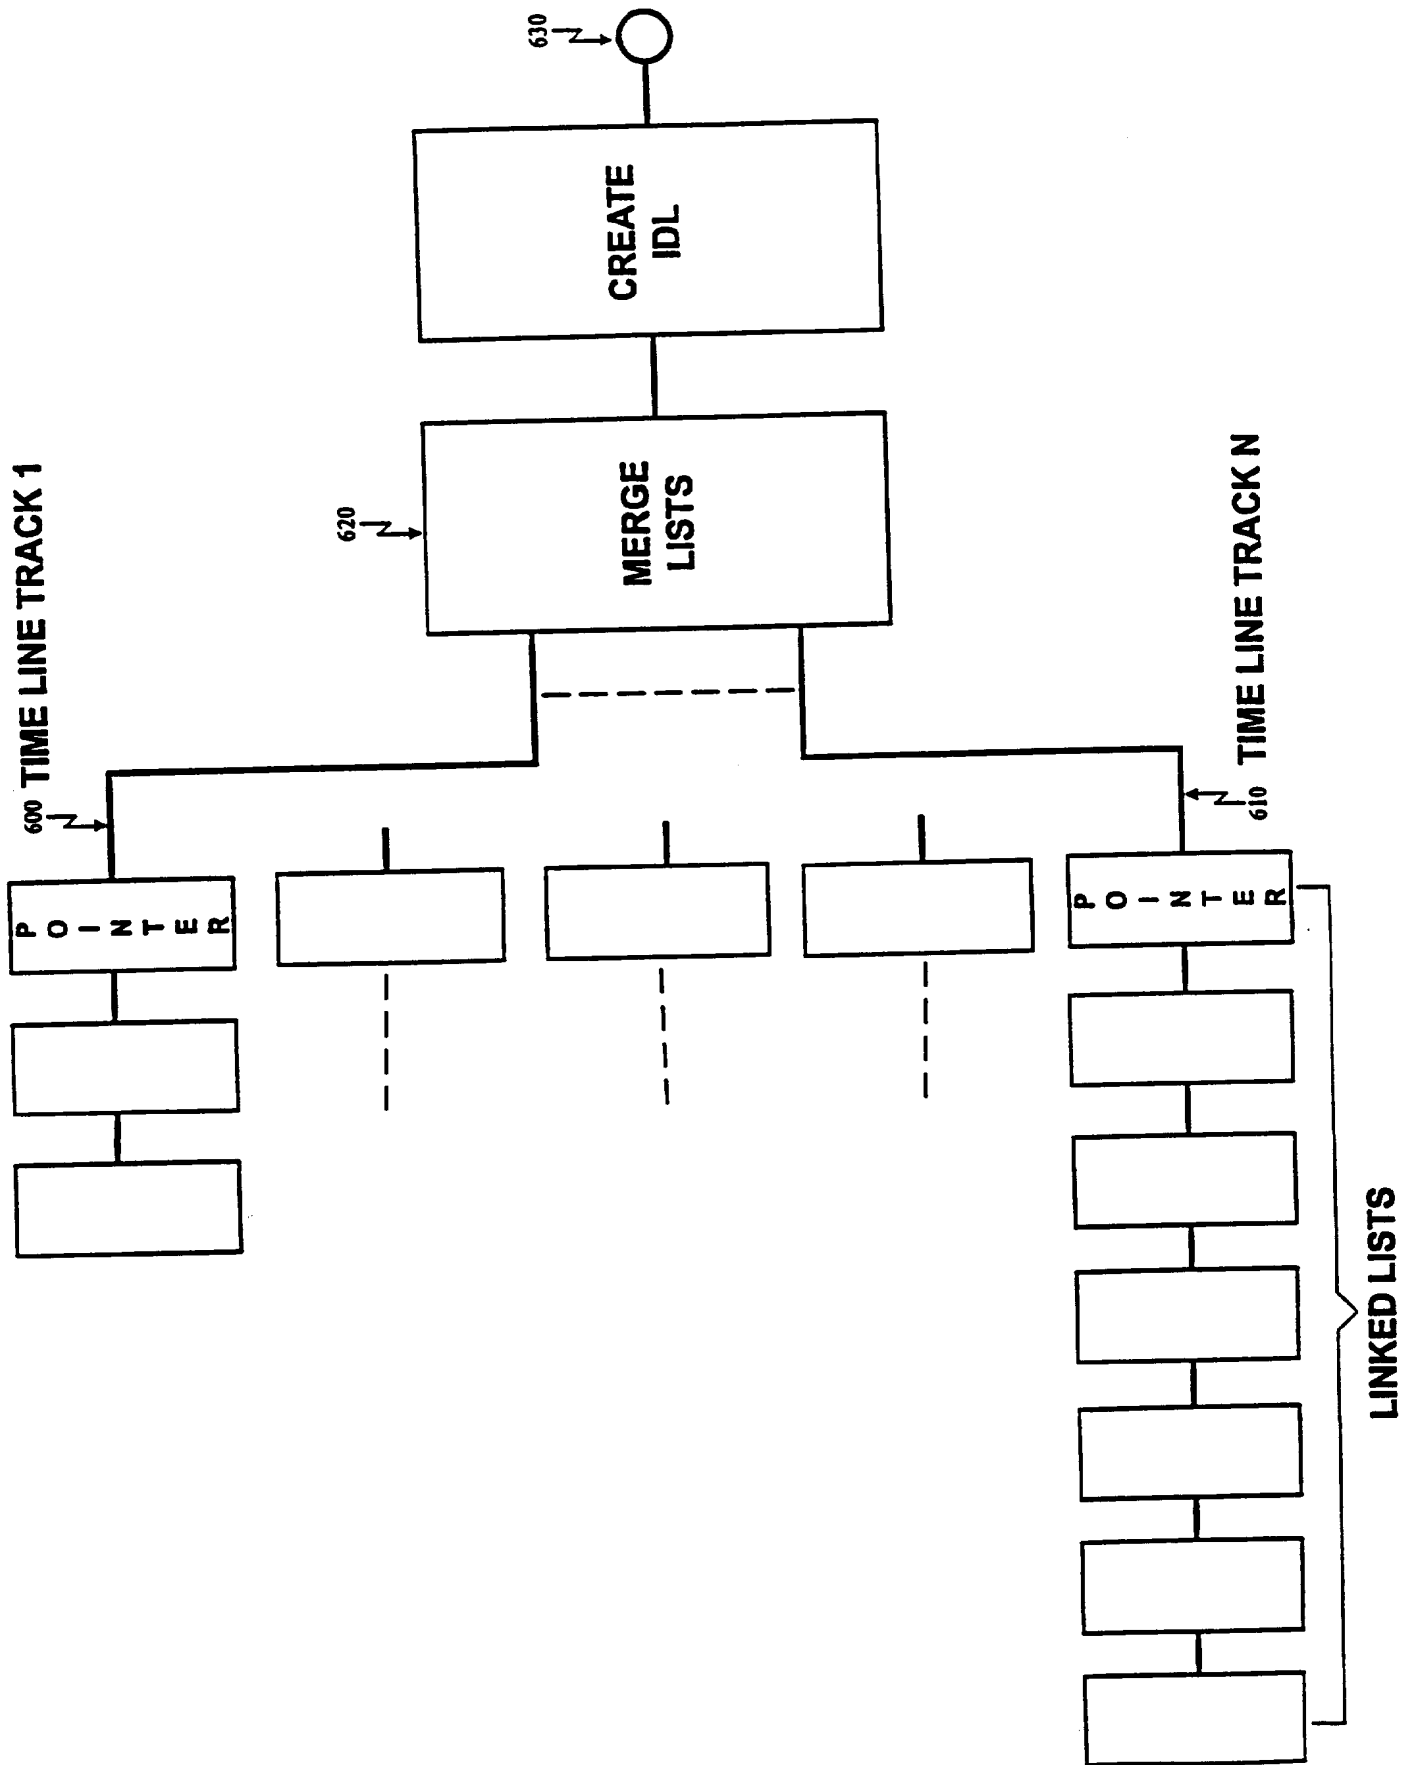 TIME LINE TRACK 1
600
POINTER
620
MERGE
LISTS
CREATE
IDL
630
TIME LINE TRACK N
610
POINTER
LINKED LISTS